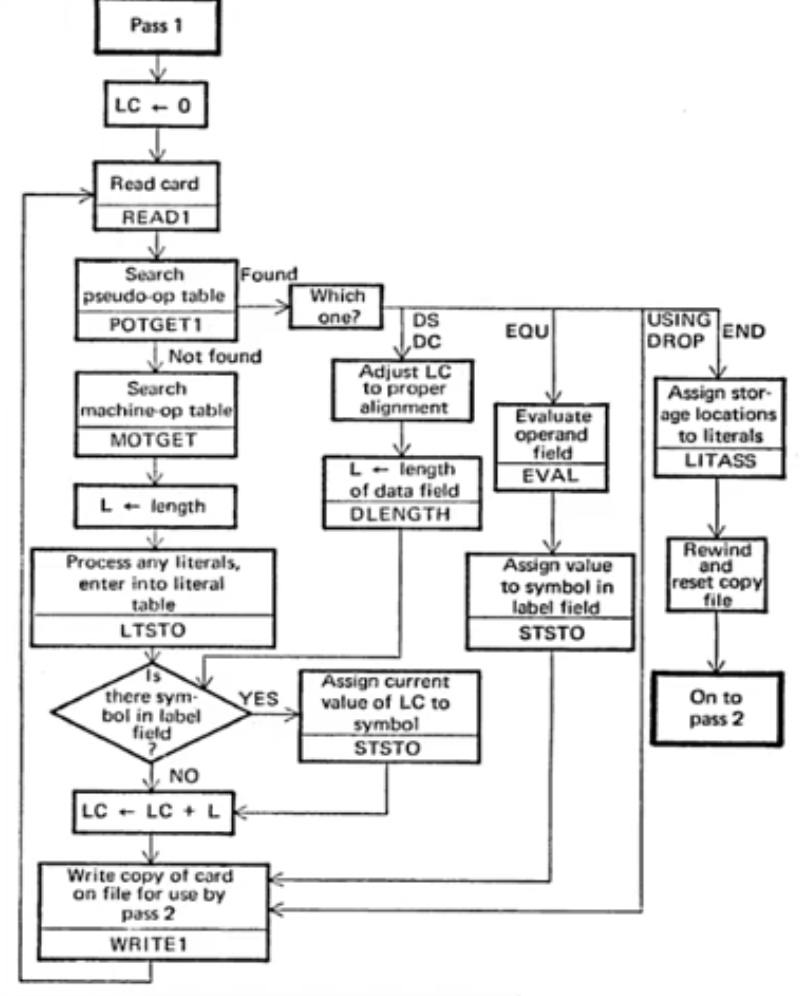 Pass 1
LC ← 0
Read card
READ1
Search
pseudo-op table
POTGET1
Found
Which
one?
Not found
Search
machine-op table
MOTGET
L ← length
Process any literals,
enter into literal
table
LTSTO
DS
DC
Adjust LC
to proper
alignment
L ← length
of data field
DLENGTH
EQU
Evaluate
operand
field
EVAL
Assign value
to symbol in
label field
STSTO
USING
DROP
END
Assign stor-
age locations
to literals
LITASS
Rewind
and
reset copy
file
On to
pass 2
Is
there sym-
bol in label
field
?
YES
Assign current
value of LC to
symbol
STSTO
NO
LC ← LC + L
Write copy of card
on file for use by
pass 2
WRITE1